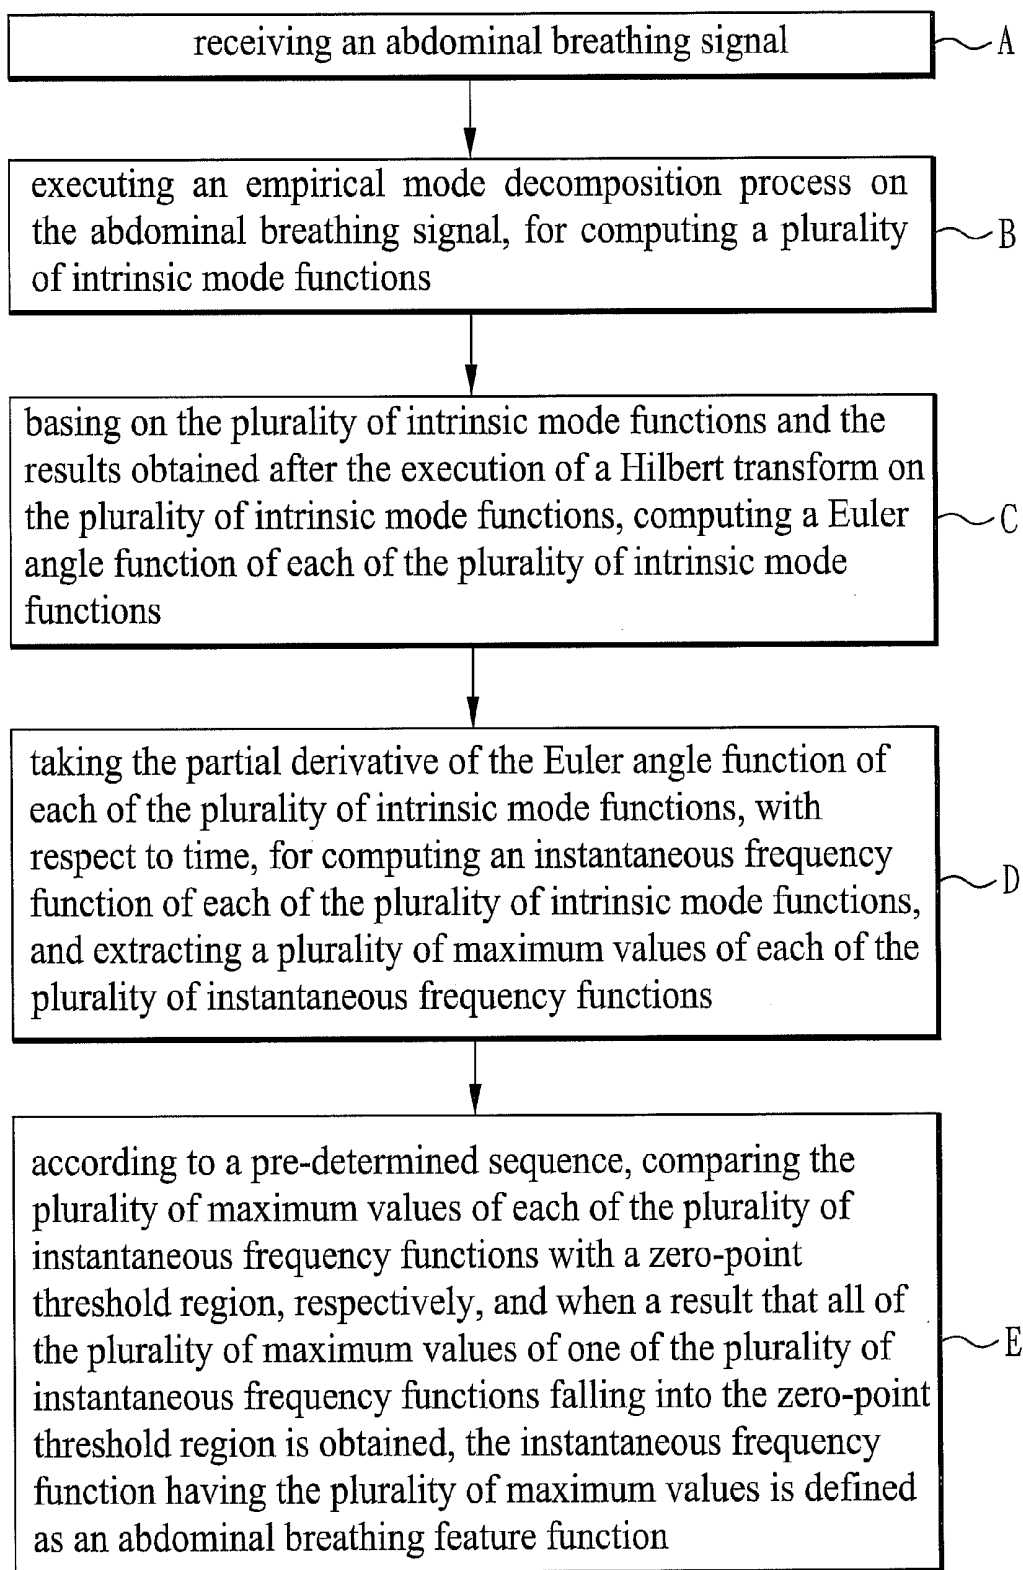 receiving an abdominal breathing signal
A
executing an empirical mode decomposition process on
the abdominal breathing signal, for computing a plurality
of intrinsic mode functions
B
basing on the plurality of intrinsic mode functions and the
results obtained after the execution of a Hilbert transform on
the plurality of intrinsic mode functions, computing a Euler
angle function of each of the plurality of intrinsic mode
functions
C
taking the partial derivative of the Euler angle function of
each of the plurality of intrinsic mode functions, with
respect to time, for computing an instantaneous frequency
function of each of the plurality of intrinsic mode functions,
and extracting a plurality of maximum values of each of the
plurality of instantaneous frequency functions
D
according to a pre-determined sequence, comparing the
plurality of maximum values of each of the plurality of
instantaneous frequency functions with a zero-point
threshold region, respectively, and when a result that all of
the plurality of maximum values of one of the plurality of
instantaneous frequency functions falling into the zero-point
threshold region is obtained, the instantaneous frequency
function having the plurality of maximum values is defined
as an abdominal breathing feature function
E